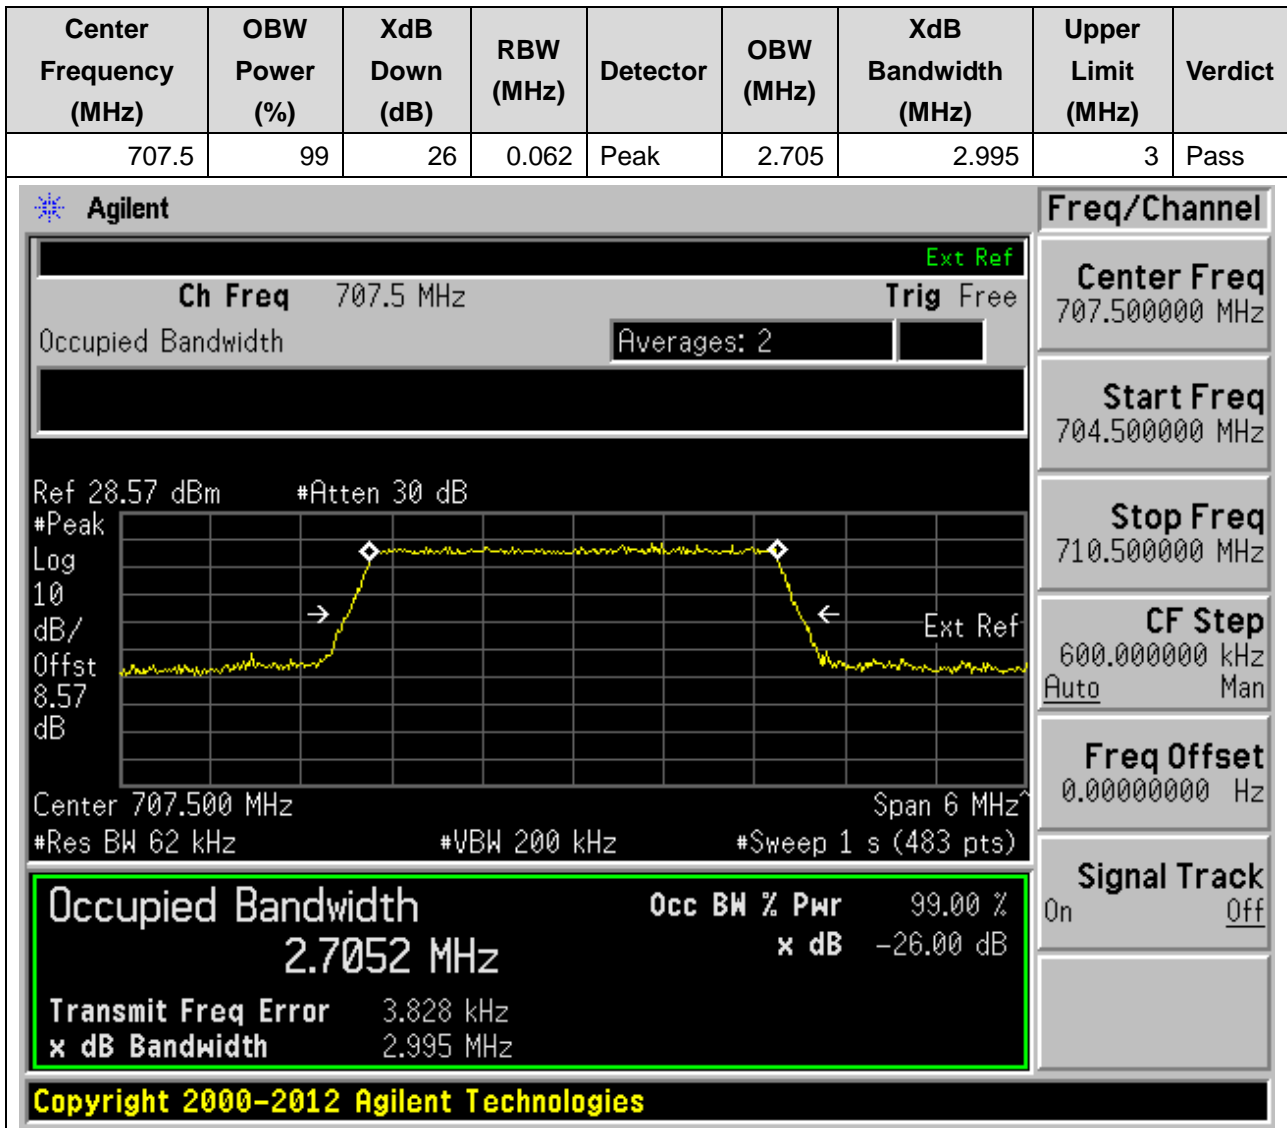 Center Frequency (MHz) OBW Power (%) XdB Down (dB) RBW (MHz) Detector OBW (MHz) XdB Bandwidth (MHz) Upper Limit (MHz) Verdict
707.5 99 26 0.062 Peak 2.705 2.995 3 Pass
Agilent
Ext Ref
Ch Freq 707.5 MHz Trig Free
Occupied Bandwidth Averages: 2
Ref 28.57 dBm #Atten 30 dB
#Peak
Log
10
dB/
Offst
8.57
dB
Ext Ref
Center 707.500 MHz Span 6 MHz^
#Res BW 62 kHz #VBW 200 kHz #Sweep 1 s (483 pts)
Occupied Bandwidth
2.7052 MHz
Occ BW % Pwr 99.00 %
x dB -26.00 dB
Transmit Freq Error 3.828 kHz
x dB Bandwidth 2.995 MHz
Copyright 2000-2012 Agilent Technologies
Freq/Channel
Center Freq
707.500000 MHz
Start Freq
704.500000 MHz
Stop Freq
710.500000 MHz
CF Step
600.000000 kHz
Auto Man
Freq Offset
0.00000000 Hz
Signal Track
On Off